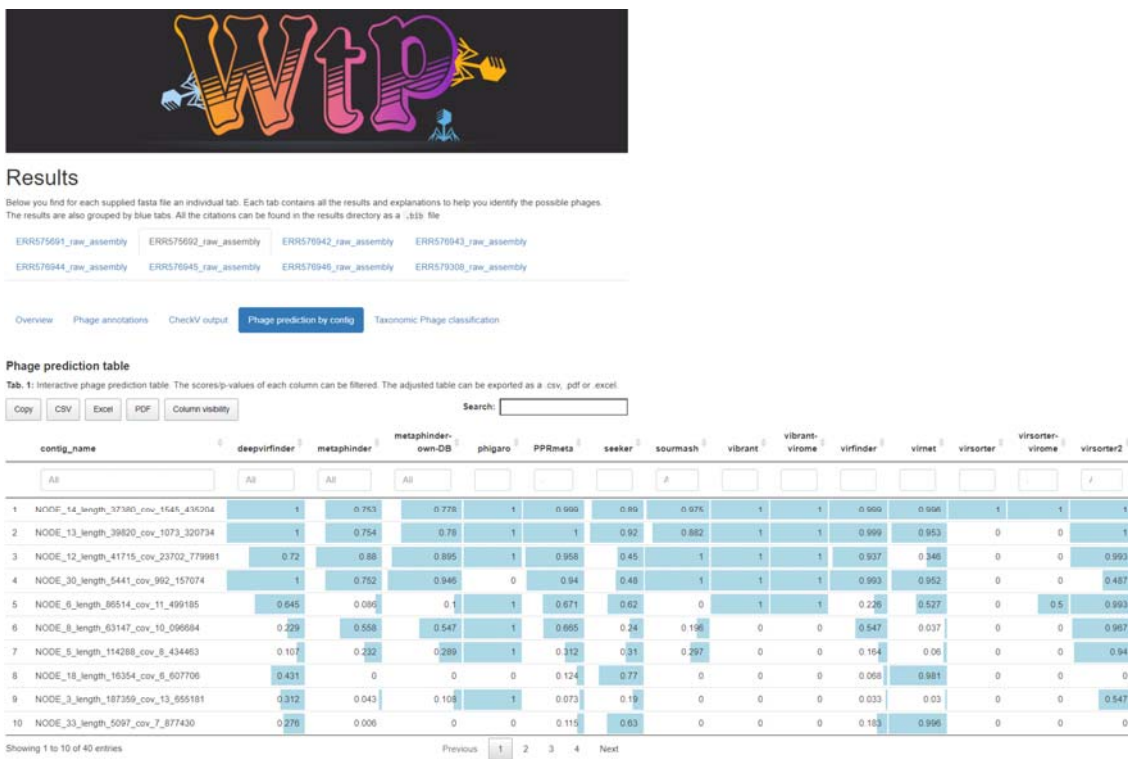 WtP
Results
Below you find for each supplied fasta file an individual tab. Each tab contains all the results and explanations to help you identify the possible phages.
The results are also grouped by blue tabs. All the citations can be found in the results directory as a .bib file
ERR575691_raw_assembly ERR575692_raw_assembly ERR576942_raw_assembly ERR576943_raw_assembly
ERR576944_raw_assembly ERR576945_raw_assembly ERR576946_raw_assembly ERR579308_raw_assembly
Overview Phage annotations CheckV output Phage prediction by contig Taxonomic Phage classification
Phage prediction table
Tab. 1: Interactive phage prediction table. The scores/p-values of each column can be filtered. The adjusted table can be exported as a .csv, .pdf or .excel.
Copy CSV Excel PDF Column visibility Search:
contig_name deepvirfinder metaphinder metaphinder-own-DB phigaro PPRmeta seeker sourmash vibrant vibrant-virome virfinder virnet virsorter virsorter-virome virsorter2
All All All All
1 NODE_14_length_37380_cov_1545_435204 1 0.753 0.778 1 0.999 0.89 0.975 1 1 0.999 0.996 1 1 1
2 NODE_13_length_39820_cov_1073_320734 1 0.754 0.78 1 1 0.92 0.882 1 1 0.999 0.953 0 0 1
3 NODE_12_length_41715_cov_23702_779981 0.72 0.88 0.895 1 0.958 0.45 1 1 1 0.937 0.346 0 0 0.993
4 NODE_30_length_5441_cov_992_157074 1 0.752 0.946 0 0.94 0.48 1 1 1 0.993 0.952 0 0 0.487
5 NODE_6_length_86514_cov_11_499185 0.645 0.086 0.1 1 0.671 0.62 0 1 1 0.226 0.527 0 0.5 0.993
6 NODE_8_length_63147_cov_10_096684 0.229 0.558 0.547 1 0.665 0.24 0.196 0 0 0.547 0.037 0 0 0.967
7 NODE_5_length_114288_cov_8_434463 0.107 0.232 0.289 1 0.312 0.31 0.297 0 0 0.164 0.06 0 0 0.94
8 NODE_18_length_16354_cov_6_607706 0.431 0 0 0 0.124 0.77 0 0 0 0.068 0.981 0 0 0
9 NODE_3_length_187359_cov_13_655181 0.312 0.043 0.108 1 0.073 0.19 0 0 0 0.033 0.03 0 0 0.547
10 NODE_33_length_5097_cov_7_877430 0.276 0.006 0 0 0.115 0.63 0 0 0 0.183 0.996 0 0 0
Showing 1 to 10 of 40 entries Previous 1 2 3 4 Next